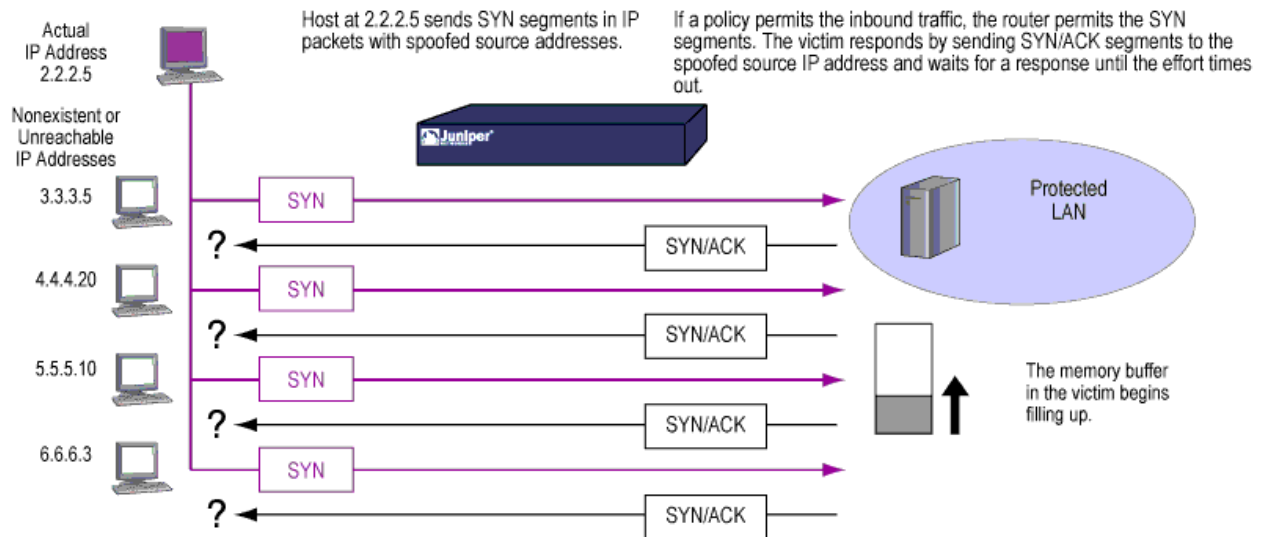 Actual
IP Address
2.2.2.5
Host at 2.2.2.5 sends SYN segments in IP
packets with spoofed source addresses.
If a policy permits the inbound traffic, the router permits the SYN
segments. The victim responds by sending SYN/ACK segments to the
spoofed source IP address and waits for a response until the effort times
out.
Nonexistent or
Unreachable
IP Addresses
Juniper
3.3.3.5
SYN
Protected
LAN
?
SYN/ACK
4.4.4.20
SYN
?
SYN/ACK
5.5.5.10
SYN
The memory buffer
in the victim begins
filling up.
?
SYN/ACK
6.6.6.3
SYN
?
SYN/ACK